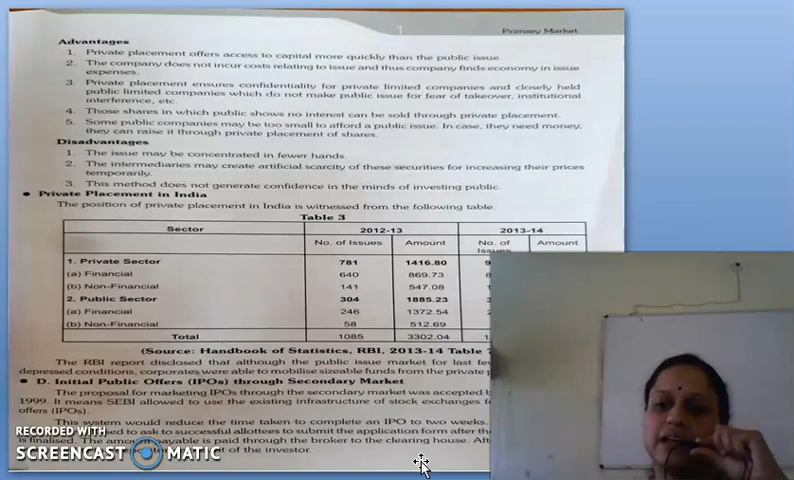 Primary Market
Advantages
1. Private placement offers access to capital more quickly than the public issue.
2. The company does not incur costs relating to issue and thus company finds economy in issue
expenses.
3. Private placement ensures confidentiality for private limited companies and closely held
public limited companies which do not make public issue for fear of takeover, institutional
interference, etc.
4. Those shares in which public shows no interest can be sold through private placement.
5. Some public companies may be too small to afford a public issue. In case, they need money,
they can raise it through private placement of shares.
Disadvantages
1. The issue may be concentrated in fewer hands.
2. The intermediaries may create artificial scarcity of these securities for increasing their prices
temporarily.
3. This method does not generate confidence in the minds of investing public.
• Private Placement in India
The position of private placement in India is witnessed from the following table.
Table 3
Sector 2012-13 2013-14
No. of Issues Amount No. of Issues Amount
1. Private Sector 781 1416.80 9
(a) Financial 640 869.73 8
(b) Non-Financial 141 547.08
2. Public Sector 304 1885.23
(a) Financial 246 1372.54
(b) Non-Financial 58 512.69
Total 1085 3302.04 1
(Source: Handbook of Statistics, RBI, 2013-14 Table
The RBI report disclosed that although the public issue market for last
depressed conditions, corporates were able to mobilise sizeable funds from the private
• D. Initial Public Offers (IPOs) through Secondary Market
The proposal for marketing IPOs through the secondary market was accepted
1999. It means SEBI allowed to use the existing infrastructure of stock exchanges
offers (IPOs).
This system would reduce the time taken to complete an IPO to two weeks.
to ask to successful allottees to submit the application form after the
is finalised. The amount payable is paid through the broker to the clearing house.
of the investor.
RECORDED WITH
SCREENCAST MATIC